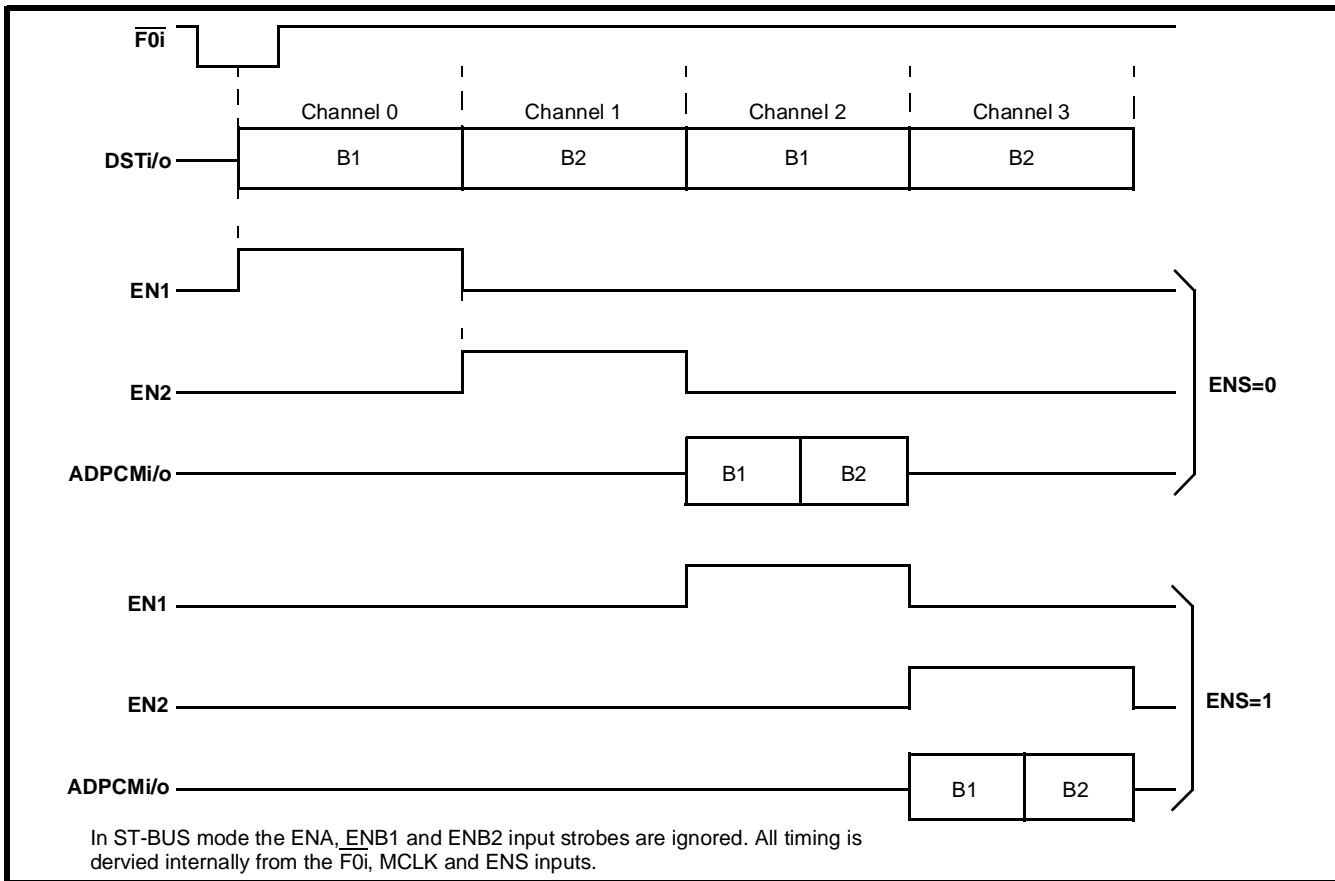 F0i
Channel 0 Channel 1 Channel 2 Channel 3
DSTi/o B1 B2 B1 B2
EN1
EN2
ENS=0
ADPCMi/o B1 B2
EN1
EN2
ENS=1
ADPCMi/o B1 B2
In ST-BUS mode the ENA, ENB1 and ENB2 input strobes are ignored. All timing is
dervied internally from the F0i, MCLK and ENS inputs.